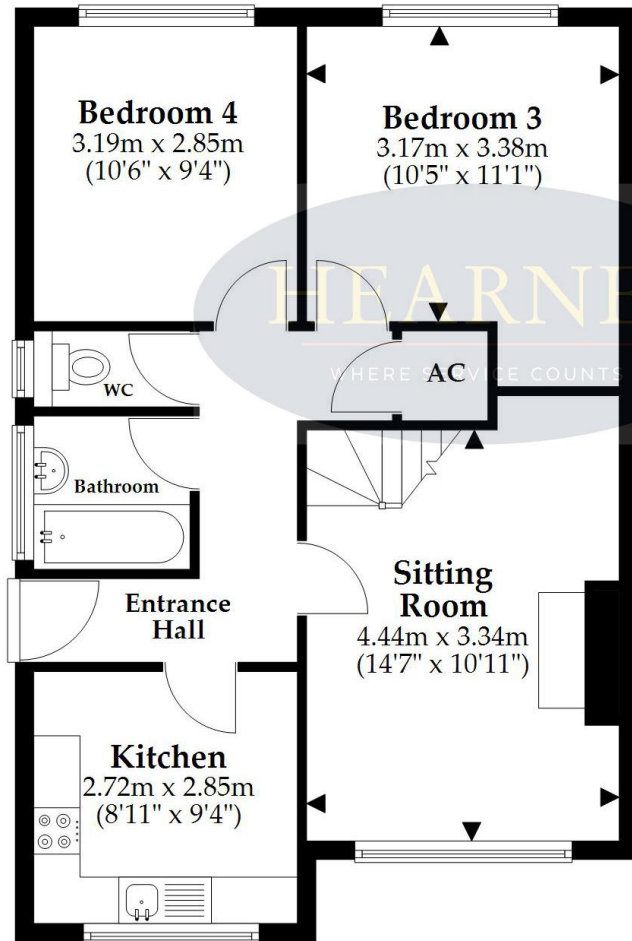 Bedroom 4
3.19m x 2.85m
(10'6" x 9'4")
Bedroom 3
3.17m x 3.38m
(10'5" x 11'1")
HEARNE
WHERE SERVICE COUNTS
WC
AC
Bathroom
Entrance
Hall
Sitting
Room
4.44m x 3.34m
(14'7" x 10'11")
Kitchen
2.72m x 2.85m
(8'11" x 9'4")